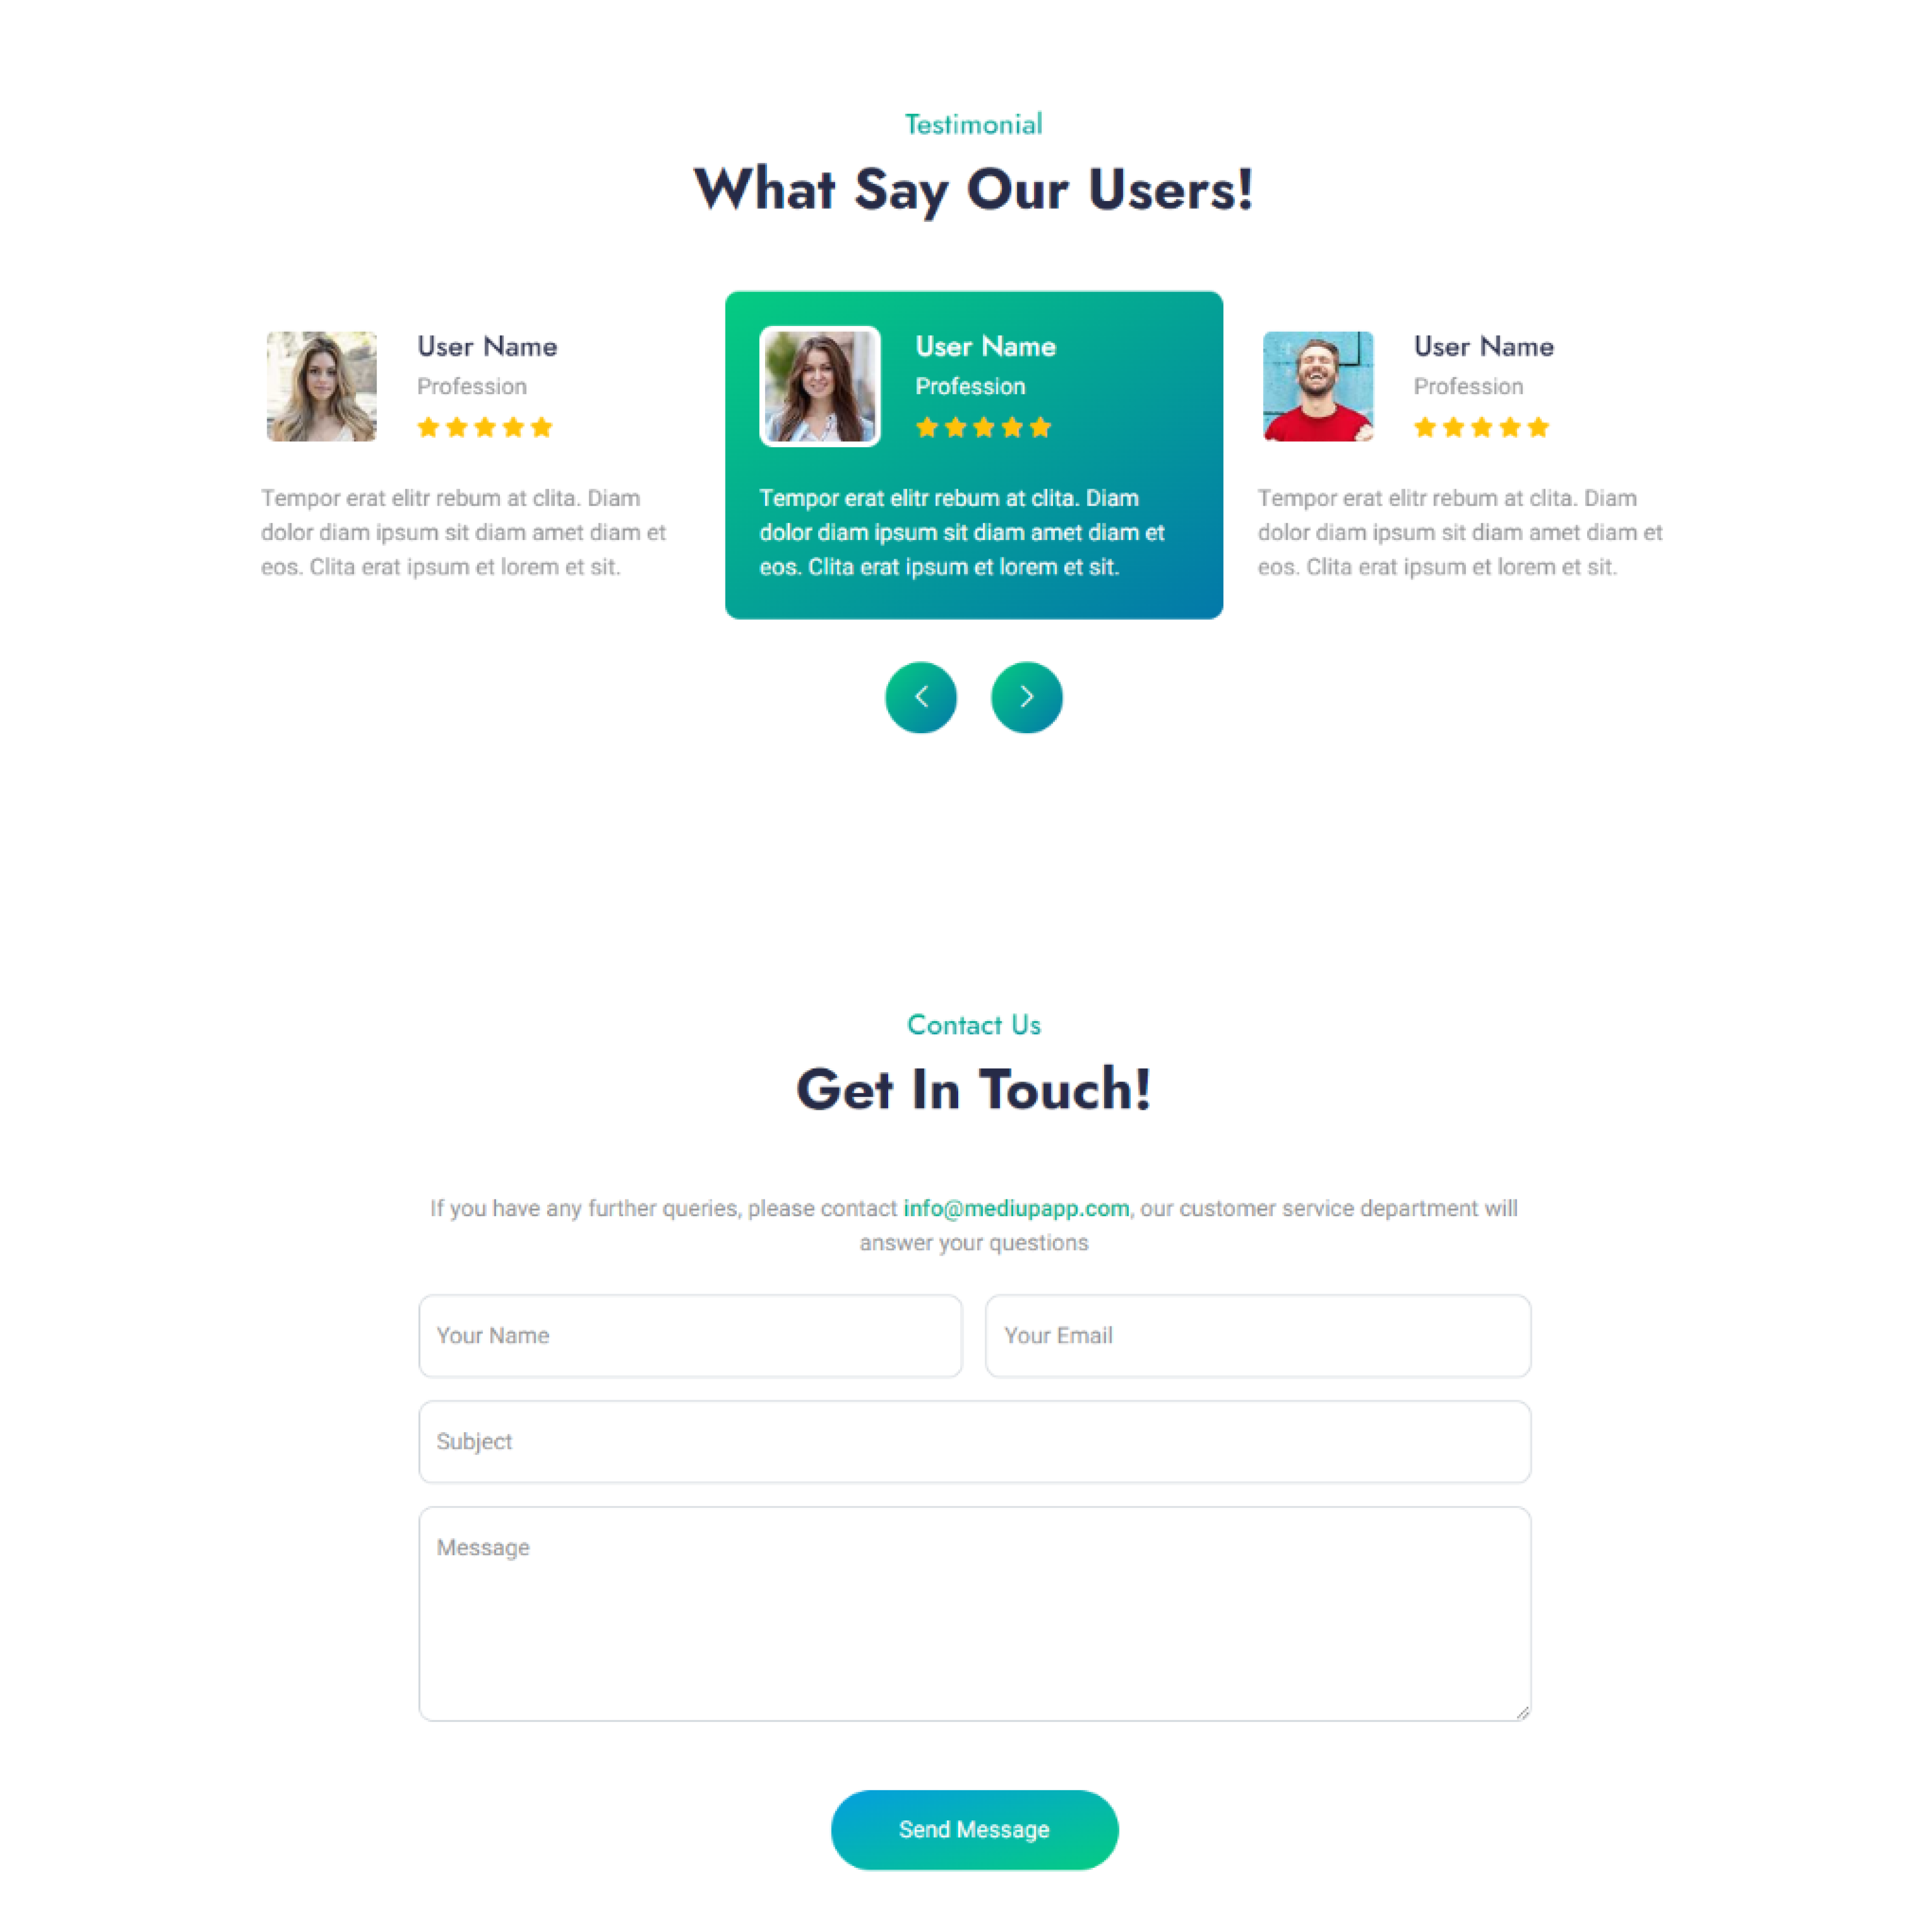 Testimonial
What Say Our Users!
User Name
Profession
Tempor erat elitr rebum at clita. Diam
dolor diam ipsum sit diam amet diam et
eos. Clita erat ipsum et lorem et sit.
User Name
Profession
Tempor erat elitr rebum at clita. Diam
dolor diam ipsum sit diam amet diam et
eos. Clita erat ipsum et lorem et sit.
User Name
Profession
Tempor erat elitr rebum at clita. Diam
dolor diam ipsum sit diam amet diam et
eos. Clita erat ipsum et lorem et sit.
Contact Us
Get In Touch!
If you have any further queries, please contact info@mediupapp.com, our customer service department will
answer your questions
Your Name
Your Email
Subject
Message
Send Message